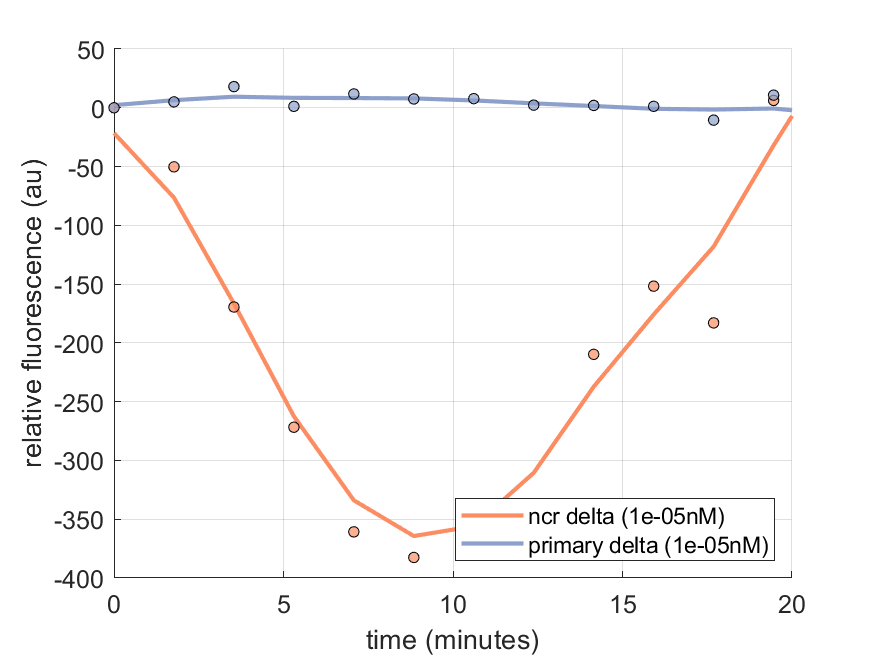 50
0
-50
-100
-150
-200
-250
-300
-350
-400
relative fluorescence (au)
ncr delta (1e-05nM)
primary delta (1e-05nM)
0 5 10 15 20
time (minutes)